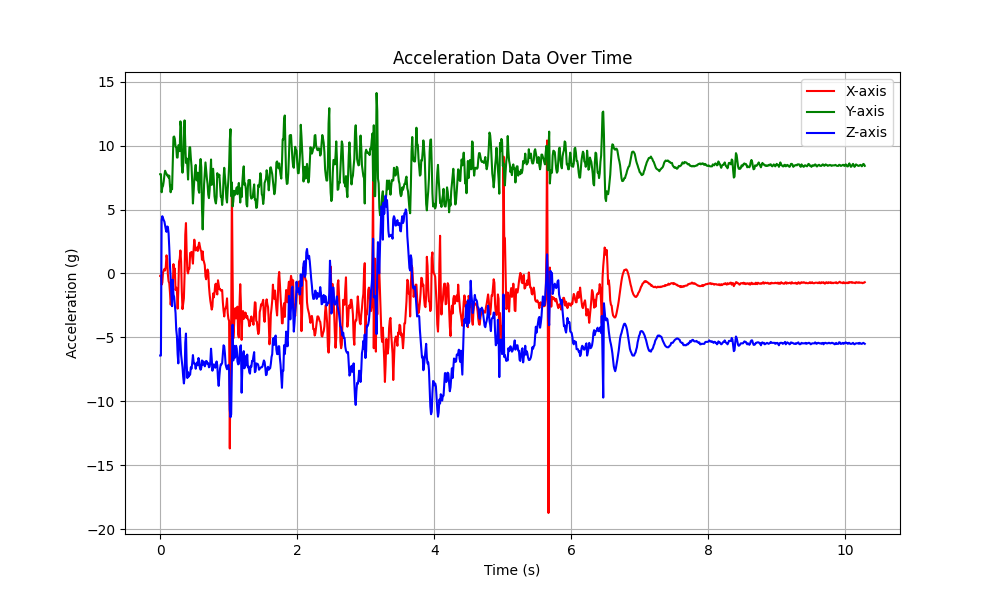 Acceleration Data Over Time
15
10
5
0
−5
−10
−15
−20
Acceleration (g)
X-axis
Y-axis
Z-axis
0
2
4
6
8
10
Time (s)